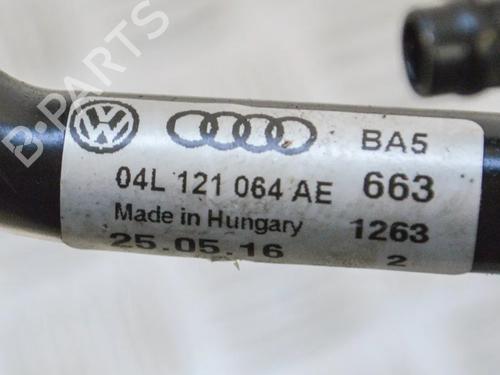 B-PARTS
BA5
04L 121 064 AE 663
Made in Hungary 1263
25.05.16 2